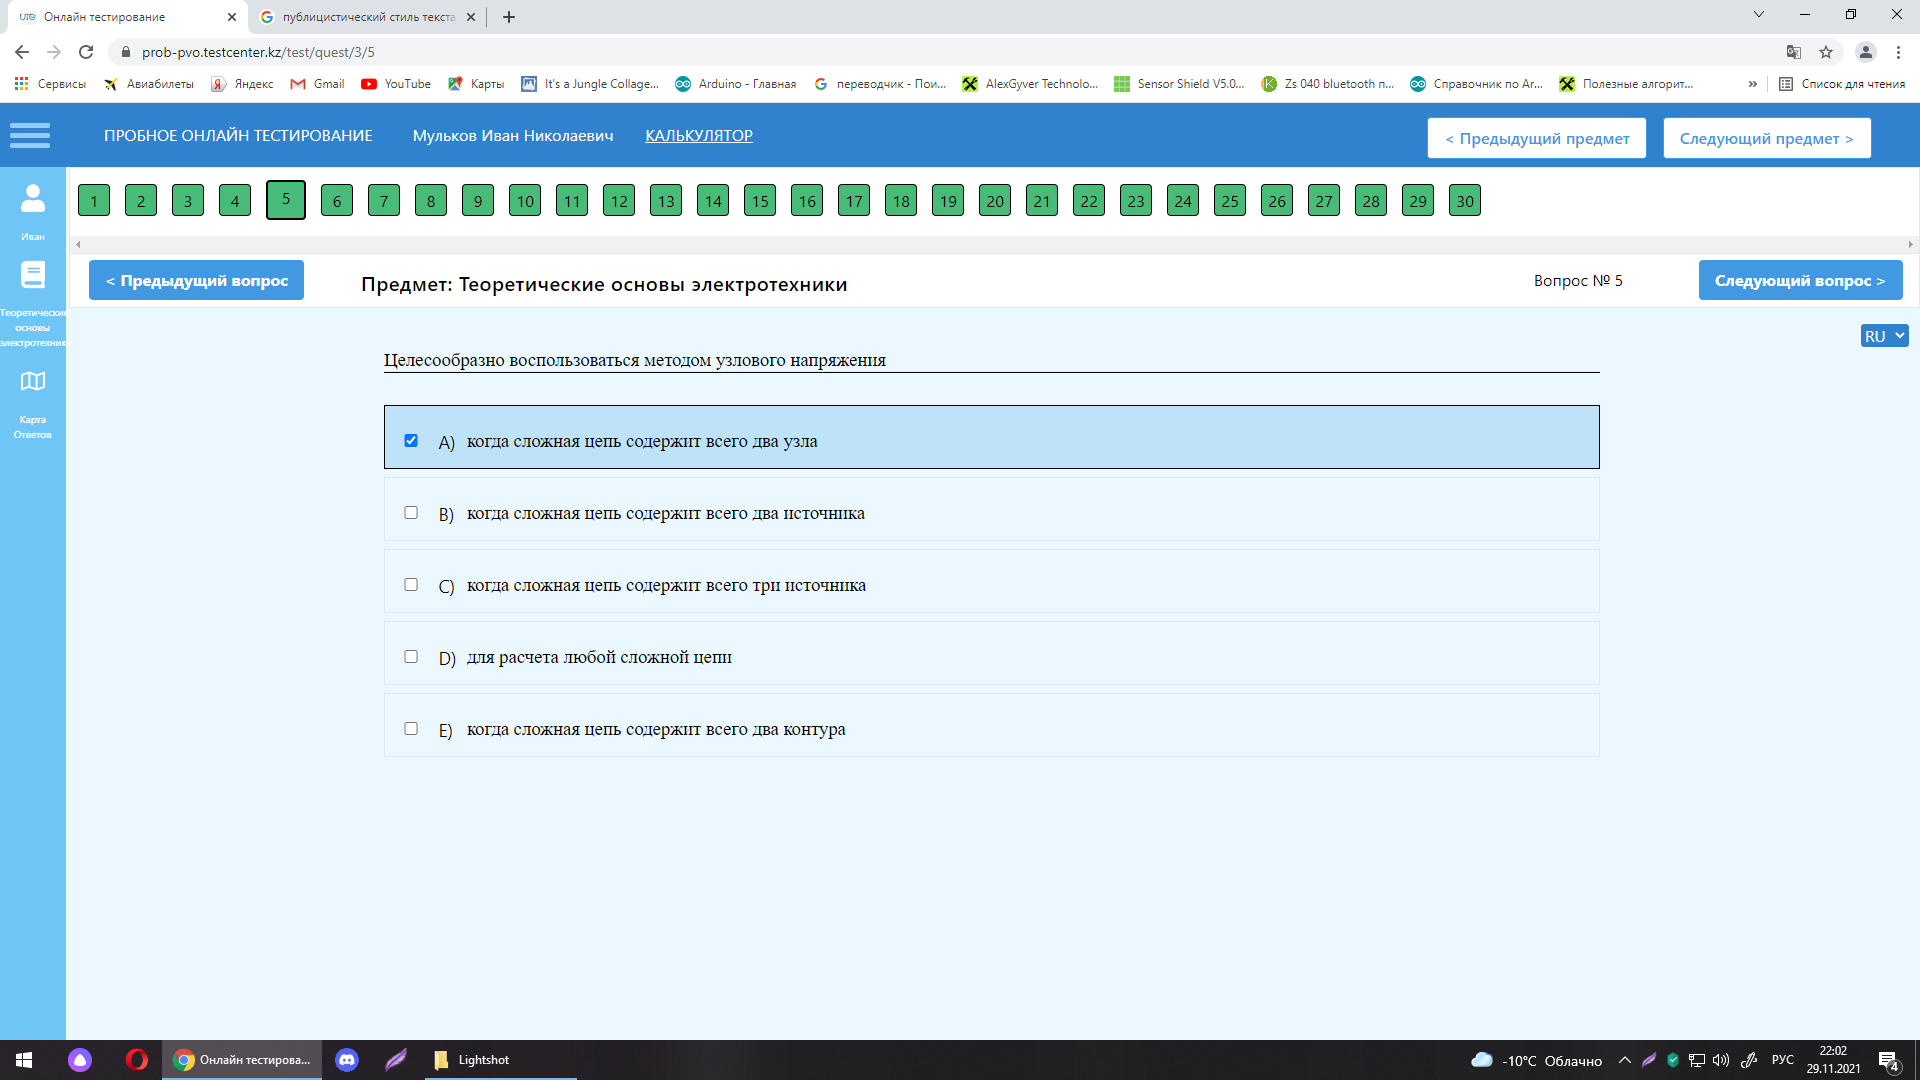 Онлайн тестирование
публицистический стиль текста
prob-pvo.testcenter.kz/test/quest/3/5
Сервисы Авиабилеты Яндекс Gmail YouTube Карты It's a Jungle Collage... Arduino - Главная переводчик - Пои... AlexGyver Technolo... Sensor Shield V5.0... Zs 040 bluetooth п... Справочник по Ar... Полезные алгорит... » Список для чтения
ПРОБНОЕ ОНЛАЙН ТЕСТИРОВАНИЕ Мульков Иван Николаевич КАЛЬКУЛЯТОР < Предыдущий предмет Следующий предмет >
1 2 3 4 5 6 7 8 9 10 11 12 13 14 15 16 17 18 19 20 21 22 23 24 25 26 27 28 29 30
Иван
< Предыдущий вопрос Предмет: Теоретические основы электротехники Вопрос № 5 Следующий вопрос >
Теоретические
основы
электротехник
RU
Целесообразно воспользоваться методом узлового напряжения
Карта
Ответов
A) когда сложная цепь содержит всего два узла
B) когда сложная цепь содержит всего два источника
C) когда сложная цепь содержит всего три источника
D) для расчета любой сложной цепи
E) когда сложная цепь содержит всего два контура
Онлайн тестирова... Lightshot -10°C Облачно РУС
22:02
29.11.2021
4